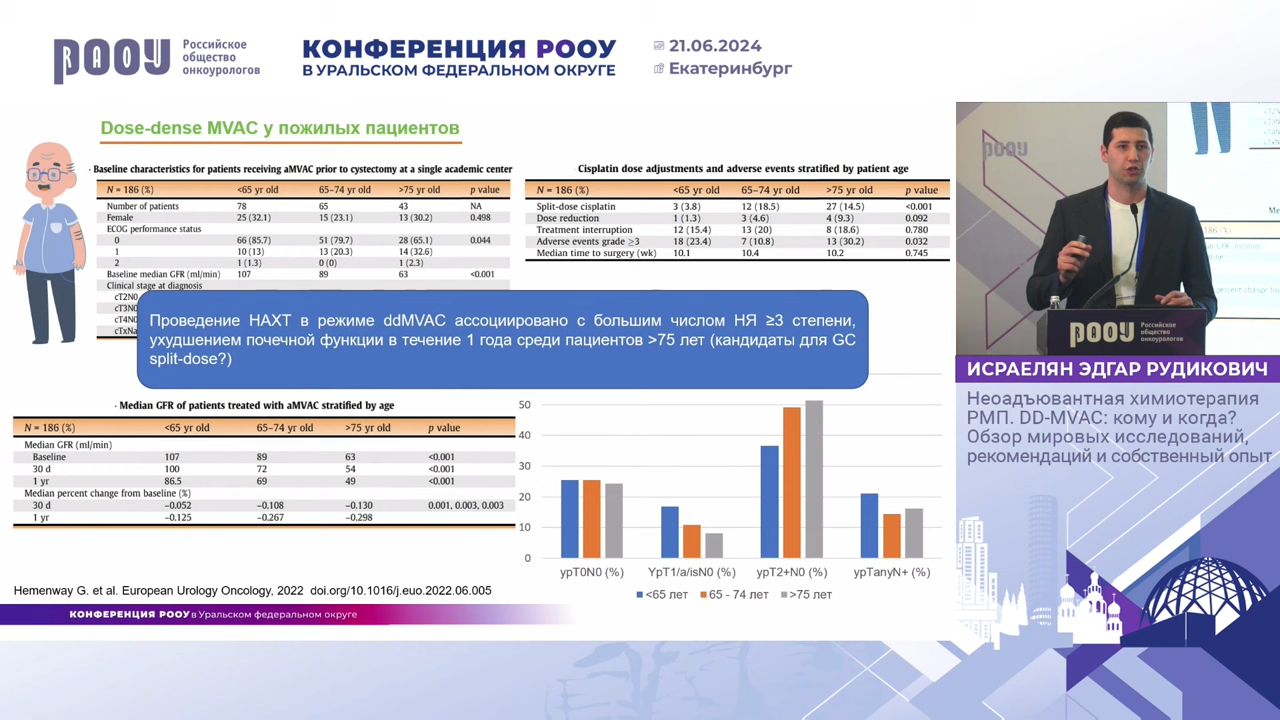 РООУ
RAOU
Российское
общество
онкоурологов
КОНФЕРЕНЦИЯ РООУ
В УРАЛЬСКОМ ФЕДЕРАЛЬНОМ ОКРУГЕ
21.06.2024
Екатеринбург
Dose-dense MVAC у пожилых пациентов
Baseline characteristics for patients receiving aMVAC prior to cystectomy at a single academic center
N = 186 (%) <65 yr old 65–74 yr old >75 yr old p value
Number of patients 78 65 43 NA
Female 25 (32.1) 15 (23.1) 13 (30.2) 0.498
ECOG performance status
0 66 (85.7) 51 (79.7) 28 (65.1) 0.044
1 10 (13) 13 (20.3) 14 (32.6)
2 1 (1.3) 0 (0) 1 (2.3)
Baseline median GFR (ml/min) 107 89 63 <0.001
Clinical stage at diagnosis
cT2N0
cT3N0
cT4N0
cTxNa
Cisplatin dose adjustments and adverse events stratified by patient age
N = 186 (%) <65 yr old 65–74 yr old >75 yr old p value
Split-dose cisplatin 3 (3.8) 12 (18.5) 27 (14.5) <0.001
Dose reduction 1 (1.3) 3 (4.6) 4 (9.3) 0.092
Treatment interruption 12 (15.4) 13 (20) 8 (18.6) 0.780
Adverse events grade ≥3 18 (23.4) 7 (10.8) 13 (30.2) 0.032
Median time to surgery (wk) 10.1 10.4 10.2 0.745
Проведение НАХТ в режиме ddMVAC ассоциировано с большим числом НЯ ≥3 степени,
ухудшением почечной функции в течение 1 года среди пациентов >75 лет (кандидаты для GC
split-dose?)
Median GFR of patients treated with aMVAC stratified by age
N = 186 (%) <65 yr old 65–74 yr old >75 yr old p value
Median GFR (ml/min)
Baseline 107 89 63 <0.001
30 d 100 72 54 <0.001
1 yr 86.5 69 49 <0.001
Median percent change from baseline (%)
30 d −0.052 −0.108 −0.130 0.001, 0.003, 0.003
1 yr −0.125 −0.267 −0.298
50
40
30
20
10
0
ypT0N0 (%) YpT1/a/isN0 (%) ypT2+N0 (%) ypTanyN+ (%)
<65 лет 65 - 74 лет >75 лет
Hemenway G. et al. European Urology Oncology, 2022 doi.org/10.1016/j.euo.2022.06.005
КОНФЕРЕНЦИЯ РООУ в Уральском федеральном округе
РООУ
Российское
общество
онкоурологов
ИСРАЕЛЯН ЭДГАР РУДИКОВИЧ
Неоадъювантная химиотерапия
РМП. DD-MVAC: кому и когда?
Обзор мировых исследований,
рекомендаций и собственный опыт